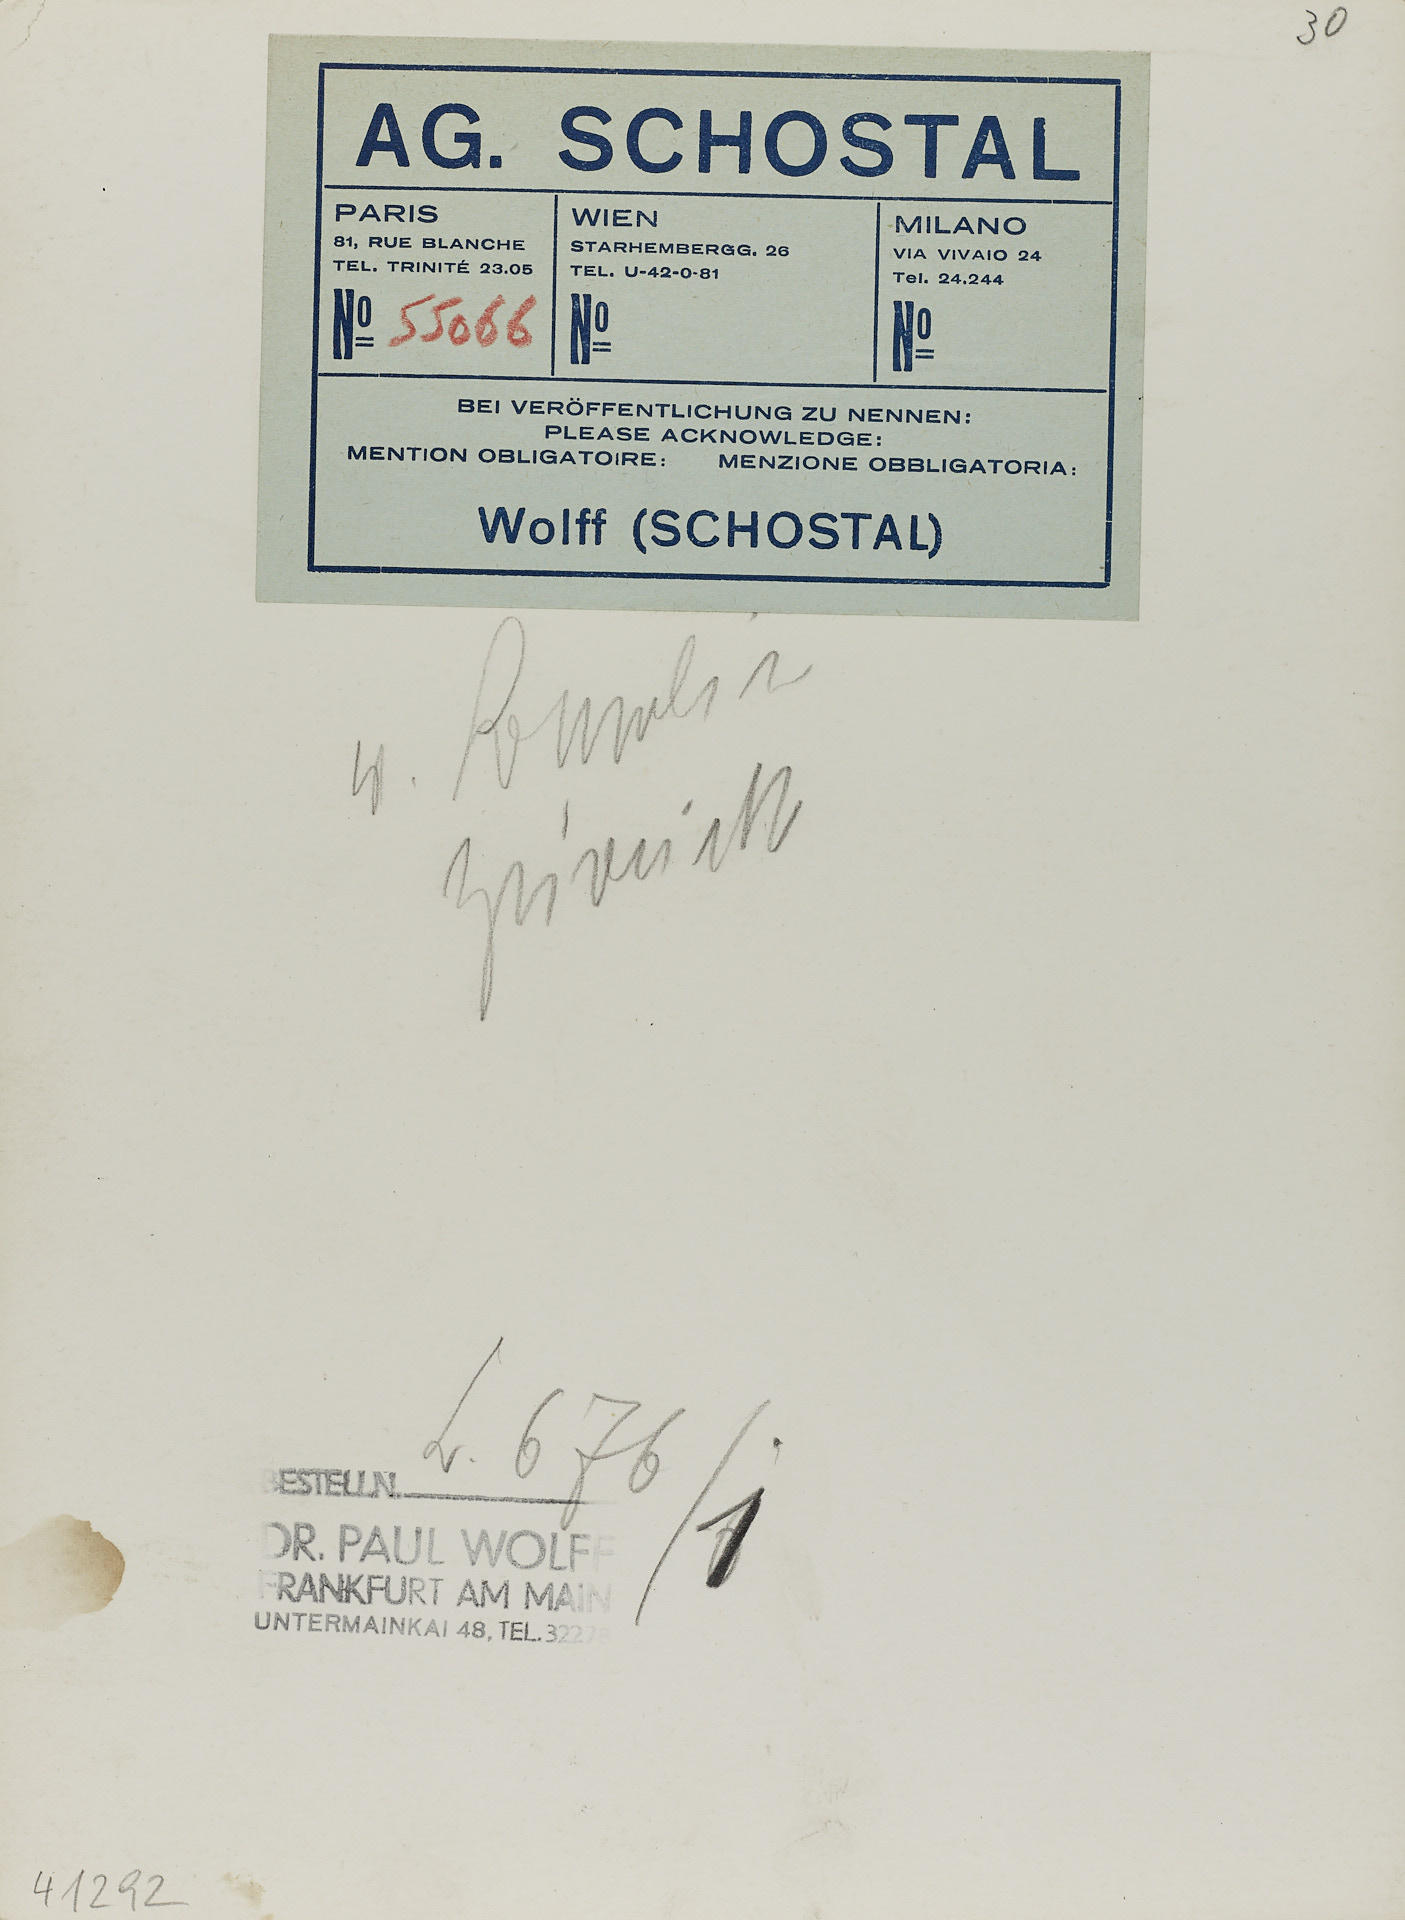 30
AG. SCHOSTAL
PARIS
81, RUE BLANCHE
TEL. TRINITÉ 23.05
Nº 55066
WIEN
STARHEMBERGG. 26
TEL. U-42-0-81
Nº
MILANO
VIA VIVAIO 24
Tel. 24.244
Nº
BEI VERÖFFENTLICHUNG ZU NENNEN:
PLEASE ACKNOWLEDGE:
MENTION OBLIGATOIRE: MENZIONE OBBLIGATORIA:
Wolff (SCHOSTAL)
L. 676/1
BESTELLN.
DR. PAUL WOLFF
FRANKFURT AM MAIN
UNTERMAINKAI 48, TEL. 32278
41292